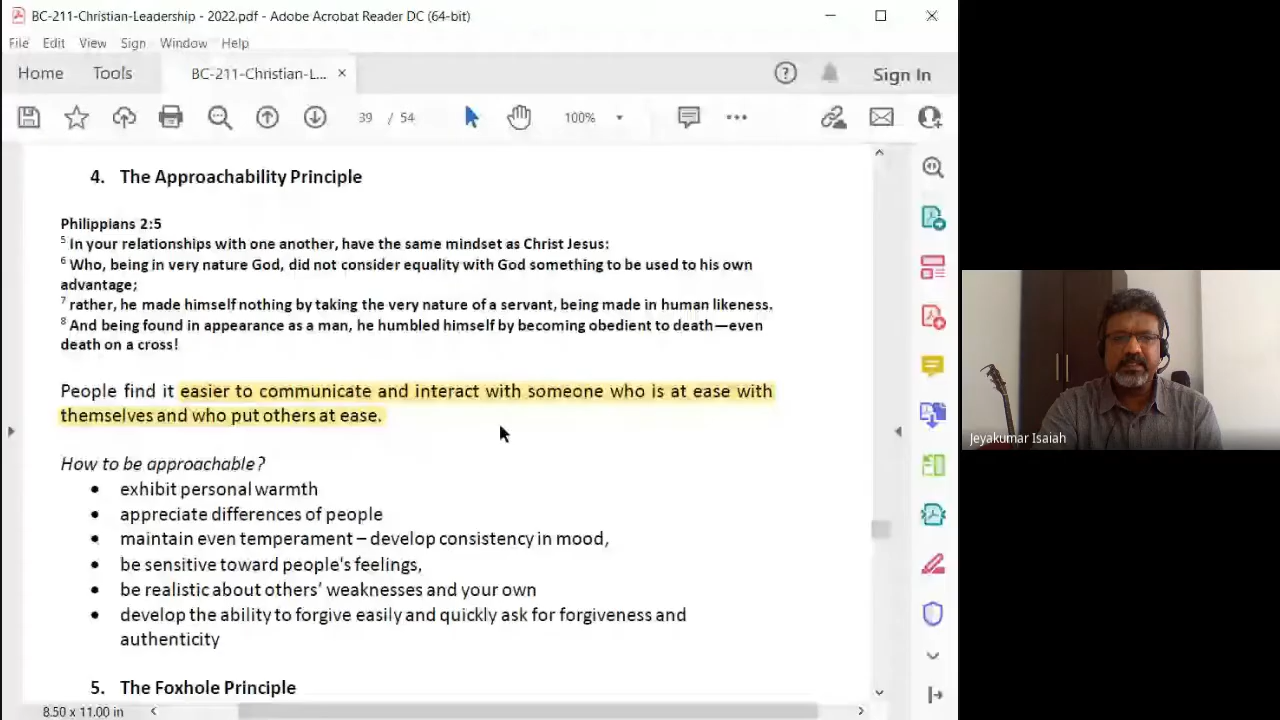 BC-211-Christian-Leadership - 2022.pdf - Adobe Acrobat Reader DC (64-bit)
File Edit View Sign Window Help
Home Tools BC-211-Christian-L... × Sign In
39 / 54 100%
4. The Approachability Principle
Philippians 2:5
5 In your relationships with one another, have the same mindset as Christ Jesus:
6 Who, being in very nature God, did not consider equality with God something to be used to his own
advantage;
7 rather, he made himself nothing by taking the very nature of a servant, being made in human likeness.
8 And being found in appearance as a man, he humbled himself by becoming obedient to death—even
death on a cross!
People find it easier to communicate and interact with someone who is at ease with
themselves and who put others at ease.
How to be approachable?
• exhibit personal warmth
• appreciate differences of people
• maintain even temperament – develop consistency in mood,
• be sensitive toward people's feelings,
• be realistic about others’ weaknesses and your own
• develop the ability to forgive easily and quickly ask for forgiveness and
authenticity
5. The Foxhole Principle
8.50 x 11.00 in
Jeyakumar Isaiah